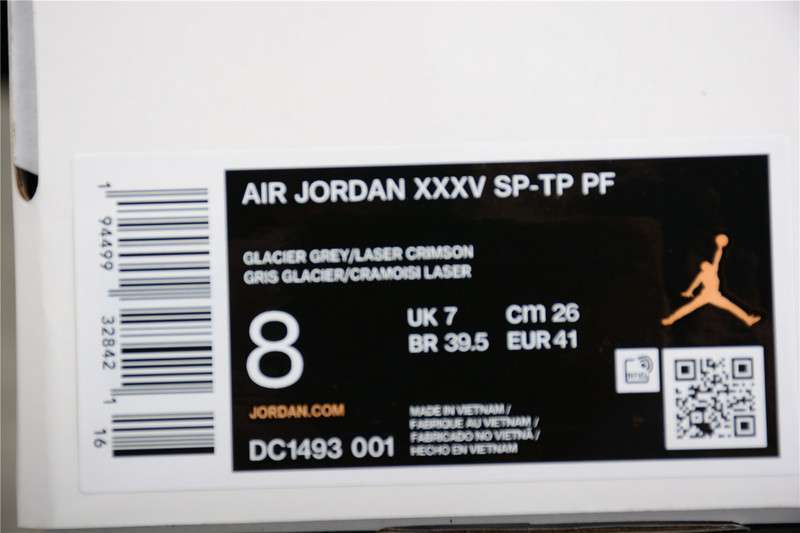 AIR JORDAN XXXV SP-TP PF
GLACIER GREY/LASER CRIMSON
GRIS GLACIER/CRAMOISI LASER
8
UK 7 cm 26
BR 39.5 EUR 41
JORDAN.COM
DC1493 001
MADE IN VIETNAM /
FABRIQUE AU VIETNAM /
FABRICADO NO VIETNÃ /
HECHO EN VIETNAM
1 94499 32842 1 16